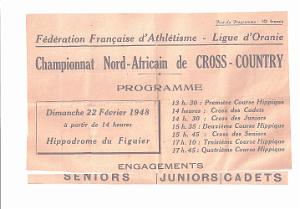 Prix du Programme : 10 francs
Fédération Française d'Athlétisme - Ligue d'Oranie
Championnat Nord-Africain de CROSS-COUNTRY
PROGRAMME
Dimanche 22 Février 1948
à partir de 14 heures
Hippodrome du Figuier
13 h. 30 : Première Course Hippique
14 heures : Cross des Cadets
14 h. 30 : Cross des Juniors
15 h. 35 : Deuxième Course Hippique
15 h. 45 : Cross des Seniors
17 h. 10 : Troisième Course Hippique
17 h. 45 : Quatrième Course Hippique
ENGAGEMENTS
SENIORS JUNIORS CADETS